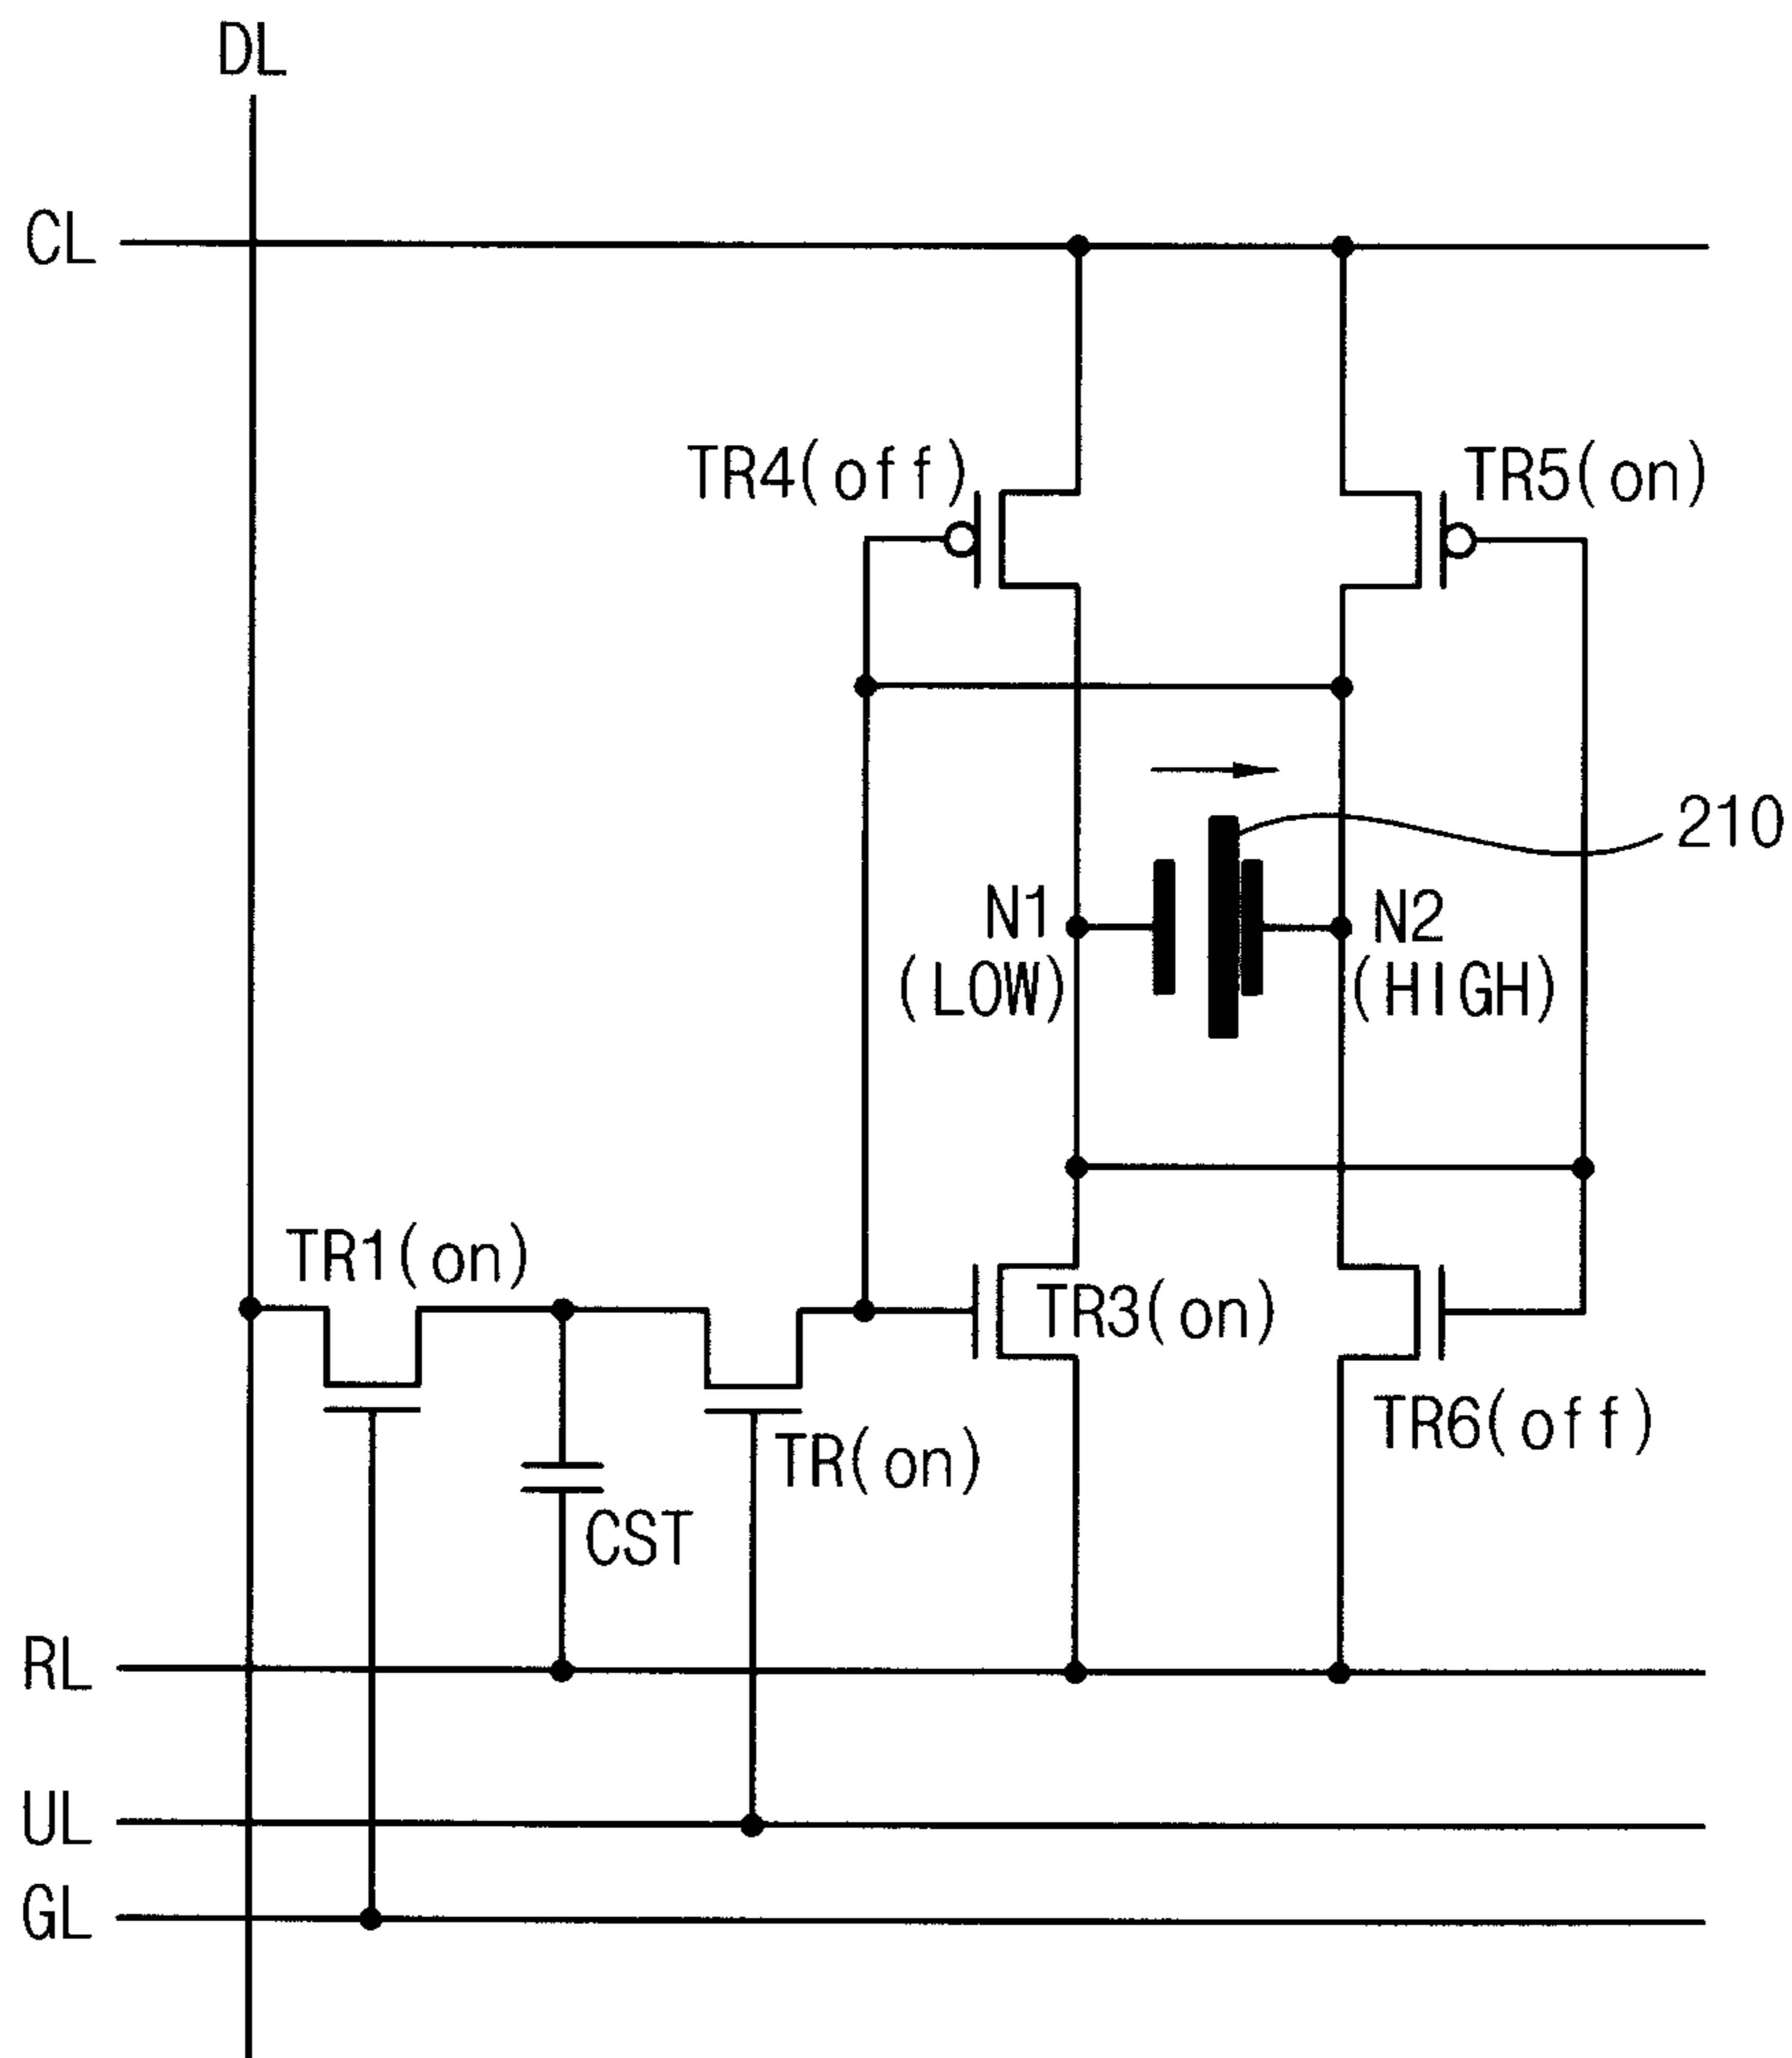 DL
CL
TR4(off)
TR5(on)
210
N1
(LOW)
N2
(HIGH)
TR1(on)
TR3(on)
TR(on)
TR6(off)
CST
RL
UL
GL